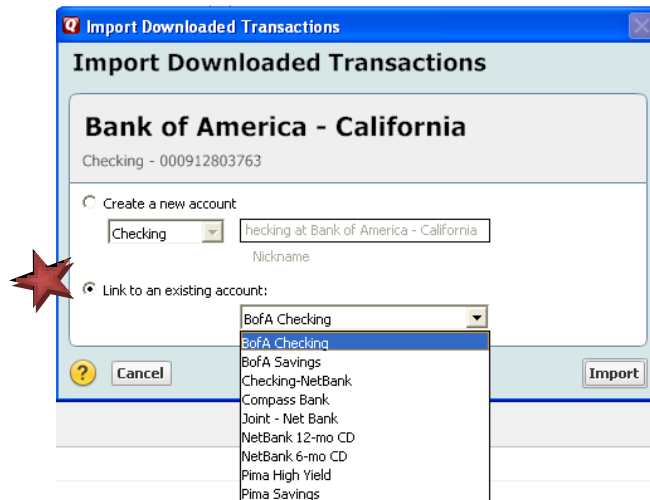 Import Downloaded Transactions
Import Downloaded Transactions
Bank of America - California
Checking - 000912803763
Create a new account
Checking hecking at Bank of America - California
Nickname
Link to an existing account:
BofA Checking
BofA Checking
BofA Savings
Checking-NetBank
Compass Bank
Joint - Net Bank
NetBank 12-mo CD
NetBank 6-mo CD
Pima High Yield
Pima Savings
? Cancel Import